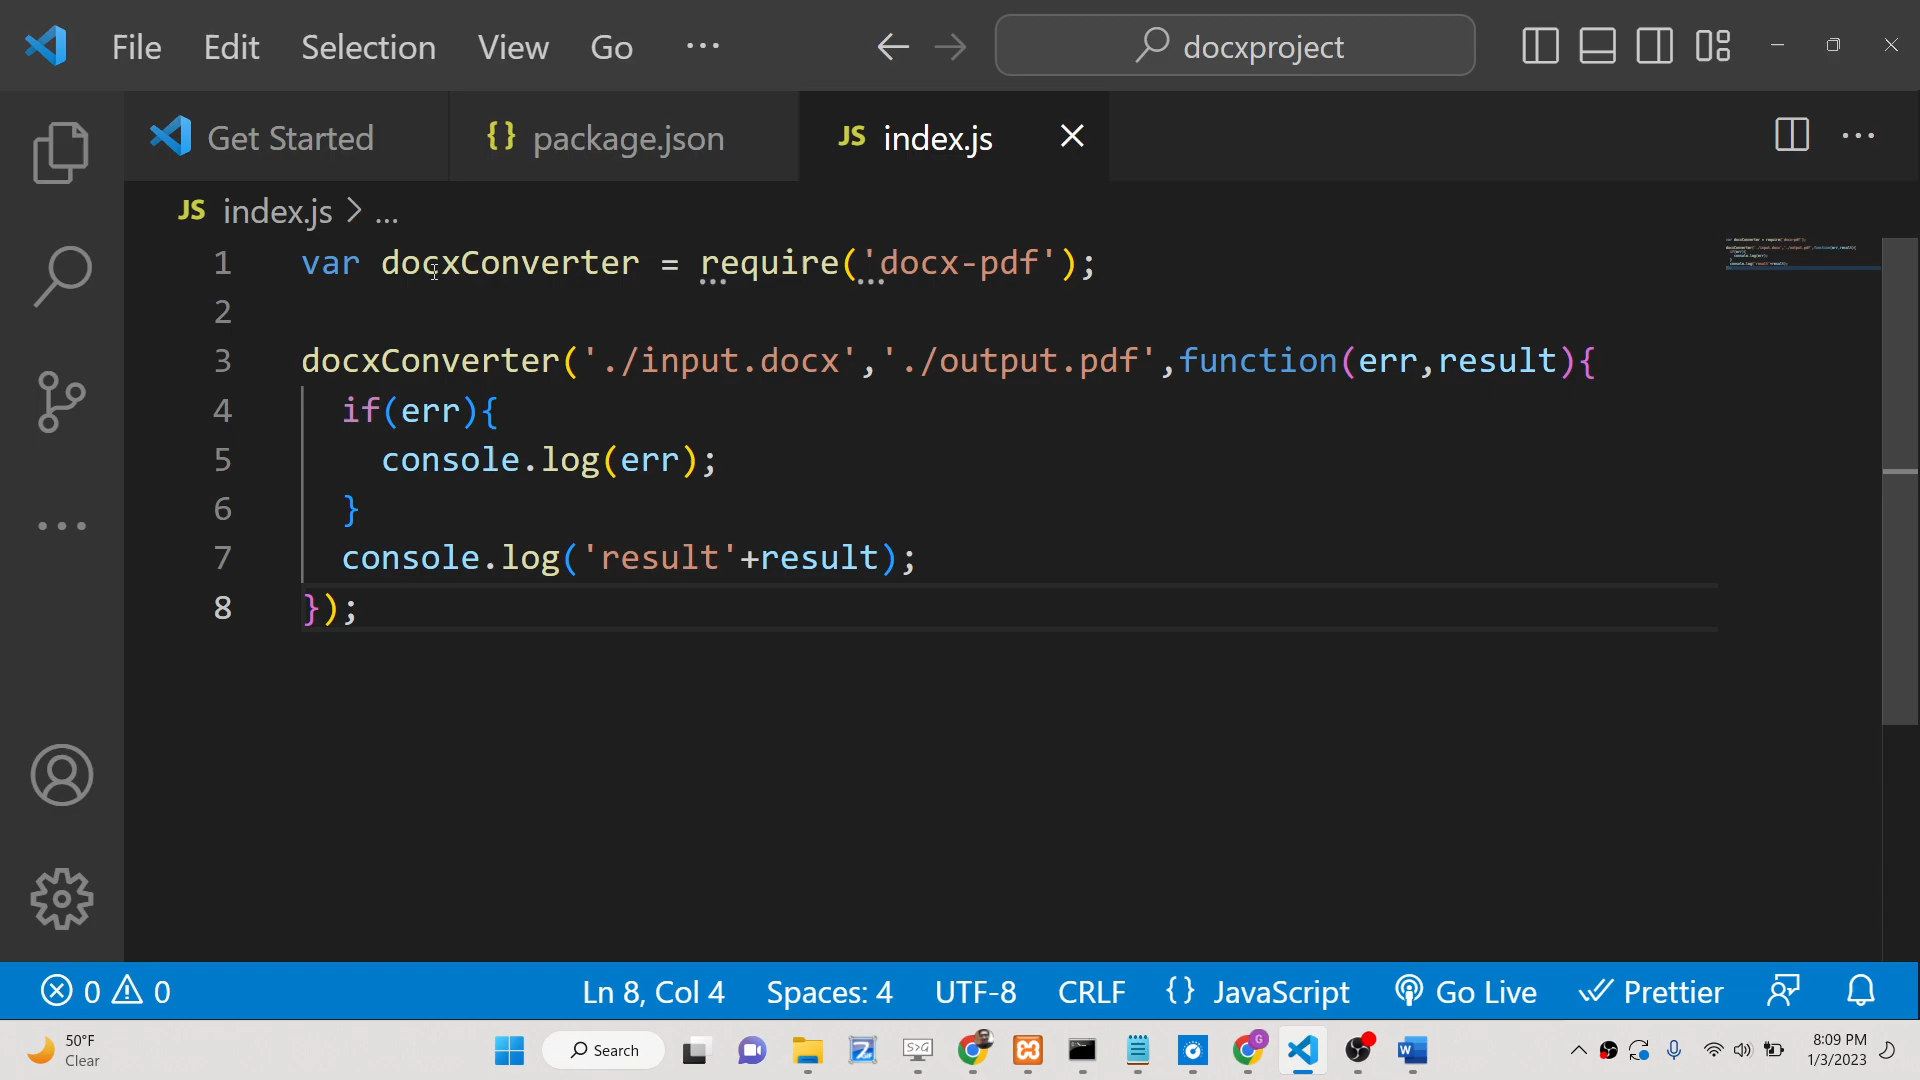 File Edit Selection View Go ... docxproject
Get Started {} package.json JS index.js
JS index.js > ...
1 var docxConverter = require('docx-pdf');
2
3 docxConverter('./input.docx','./output.pdf',function(err,result){
4 if(err){
5 console.log(err);
6 }
7 console.log('result'+result);
8 });
0 0 Ln 8, Col 4 Spaces: 4 UTF-8 CRLF {} JavaScript Go Live Prettier
50°F
Clear
Search
8:09 PM
1/3/2023